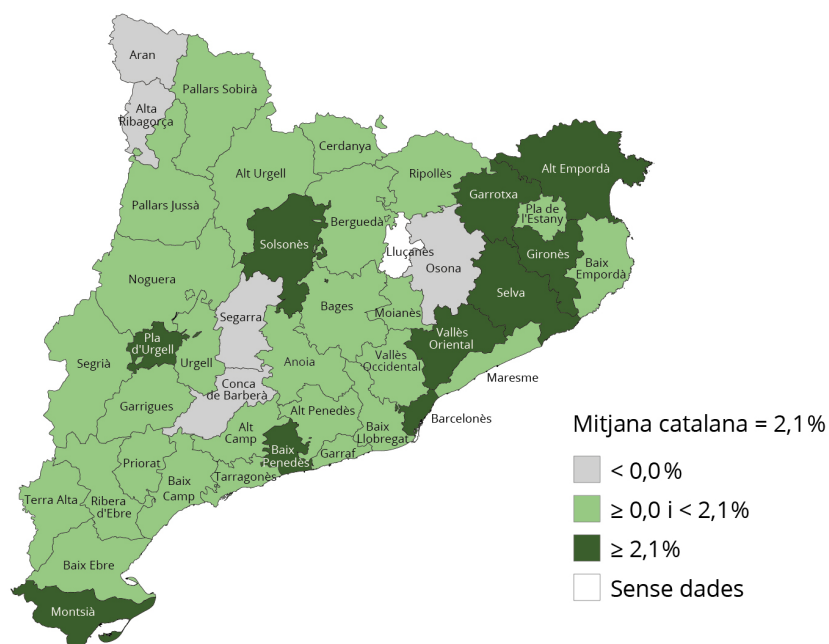 Aran
Alta
Ribagorça
Pallars Sobirà
Cerdanya
Alt Urgell
Ripollès
Alt Empordà
Garrotxa
Pallars Jussà
Pla de
l'Estany
Berguedà
Solsonès
Lluçanès
Osona
Gironès
Baix
Empordà
Noguera
Selva
Bages
Moianès
Segarra
Vallès
Oriental
Pla
d'Urgell
Segrià
Urgell
Anoia
Vallès
Occidental
Maresme
Conca
de Barberà
Garrigues
Alt Penedès
Barcelonès
Alt
Camp
Baix
Llobregat
Baix
Penedès
Garraf
Priorat
Baix
Camp
Tarragonès
Terra Alta
Ribera
d'Ebre
Baix Ebre
Montsià
Mitjana catalana = 2,1%
< 0,0%
≥ 0,0 i < 2,1%
≥ 2,1%
Sense dades